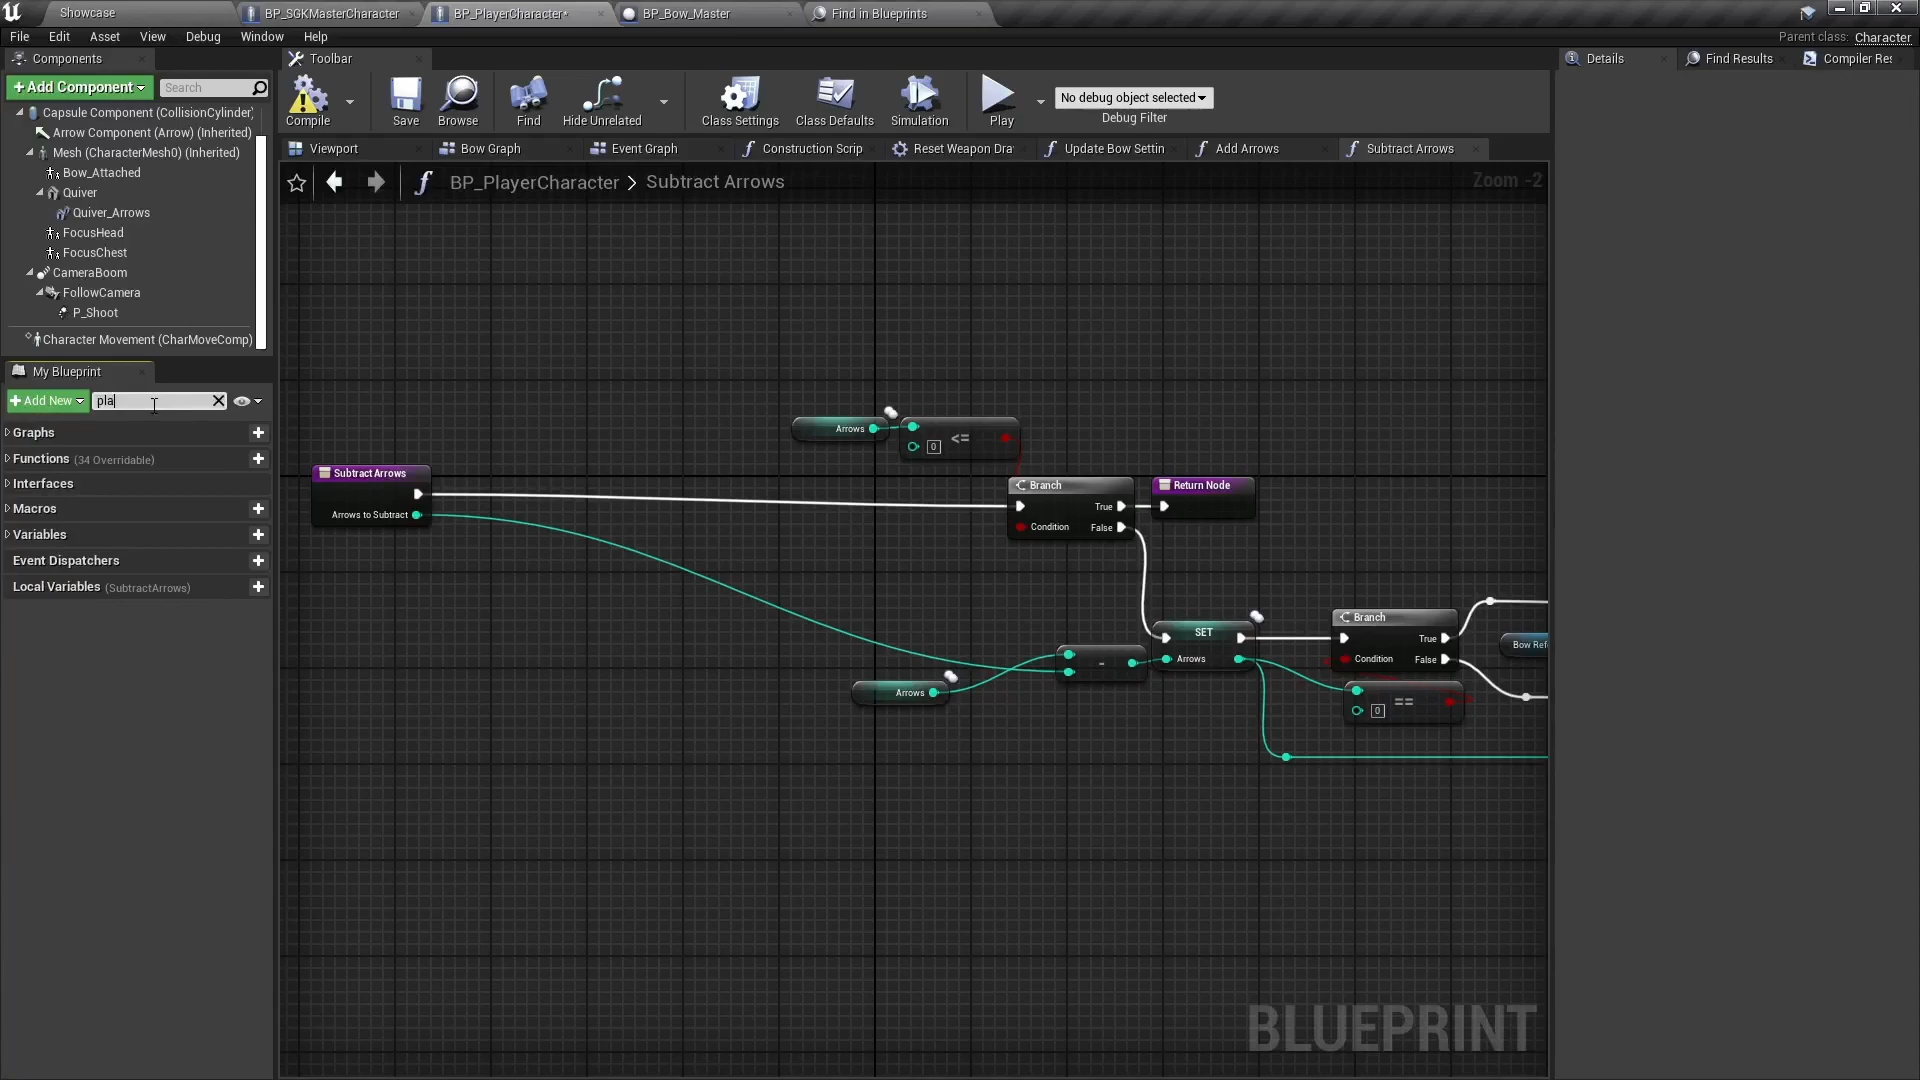 Showcase
BP_SGKMasterCharacter
BP_PlayerCharacter*
BP_Bow_Master
Find in Blueprints
File Edit Asset View Debug Window Help
Parent class: Character
Components
Toolbar
Details
Find Results
Compiler Res
+Add Component
Search
Capsule Component (CollisionCylinder)
Arrow Component (Arrow) (Inherited)
Mesh (CharacterMesh0) (Inherited)
Bow_Attached
Quiver
Quiver_Arrows
FocusHead
FocusChest
CameraBoom
FollowCamera
P_Shoot
Character Movement (CharMoveComp)
Compile
Save
Browse
Find
Hide Unrelated
Class Settings
Class Defaults
Simulation
Play
No debug object selected
Debug Filter
Viewport
Bow Graph
Event Graph
Construction Scrip
Reset Weapon Dra
Update Bow Settin
Add Arrows
Subtract Arrows
BP_PlayerCharacter > Subtract Arrows
Zoom -2
My Blueprint
+Add New
pla
Graphs
Functions (34 Overridable)
Interfaces
Macros
Variables
Event Dispatchers
Local Variables (SubtractArrows)
Arrows
0
<=
Subtract Arrows
Arrows to Subtract
Branch
True
Condition
False
Return Node
Arrows
-
SET
Arrows
Branch
True
Condition
False
0
==
Bow Ref
BLUEPRINT